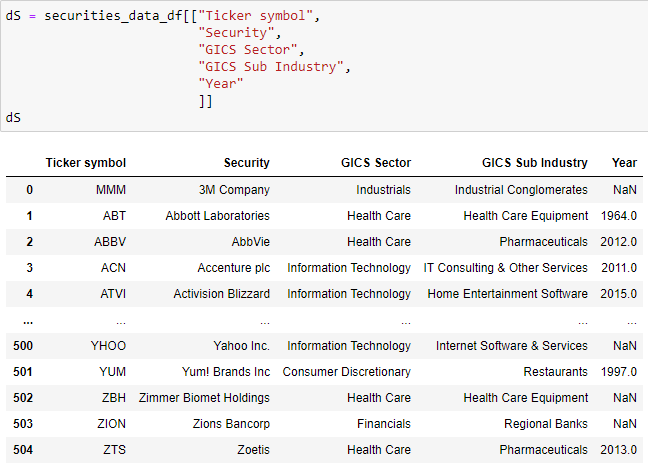 dS = securities_data_df[["Ticker symbol",
"Security",
"GICS Sector",
"GICS Sub Industry",
"Year"
]]
dS
Ticker symbol Security GICS Sector GICS Sub Industry Year
0 MMM 3M Company Industrials Industrial Conglomerates NaN
1 ABT Abbott Laboratories Health Care Health Care Equipment 1964.0
2 ABBV AbbVie Health Care Pharmaceuticals 2012.0
3 ACN Accenture plc Information Technology IT Consulting & Other Services 2011.0
4 ATVI Activision Blizzard Information Technology Home Entertainment Software 2015.0
... ... ... ... ... ...
500 YHOO Yahoo Inc. Information Technology Internet Software & Services NaN
501 YUM Yum! Brands Inc Consumer Discretionary Restaurants 1997.0
502 ZBH Zimmer Biomet Holdings Health Care Health Care Equipment NaN
503 ZION Zions Bancorp Financials Regional Banks NaN
504 ZTS Zoetis Health Care Pharmaceuticals 2013.0